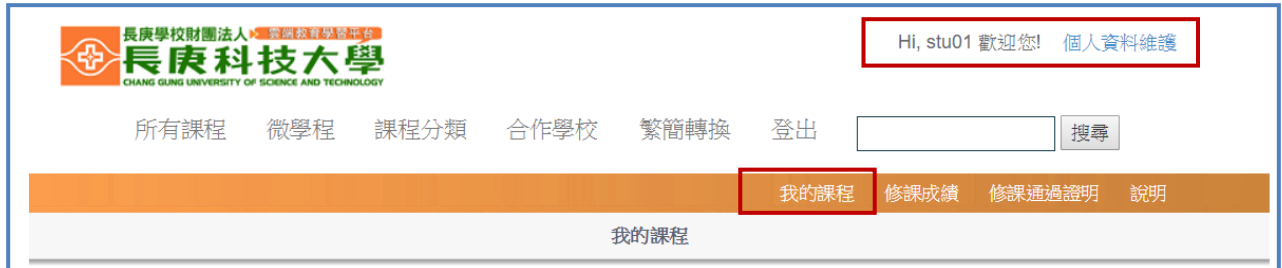 長庚學校財團法人 雲端教育學習平台
長庚科技大學
CHANG GUNG UNIVERSITY OF SCIENCE AND TECHNOLOGY
Hi, stu01 歡迎您! 個人資料維護
所有課程 微學程 課程分類 合作學校 繁簡轉換 登出 搜尋
我的課程 修課成績 修課通過證明 說明
我的課程